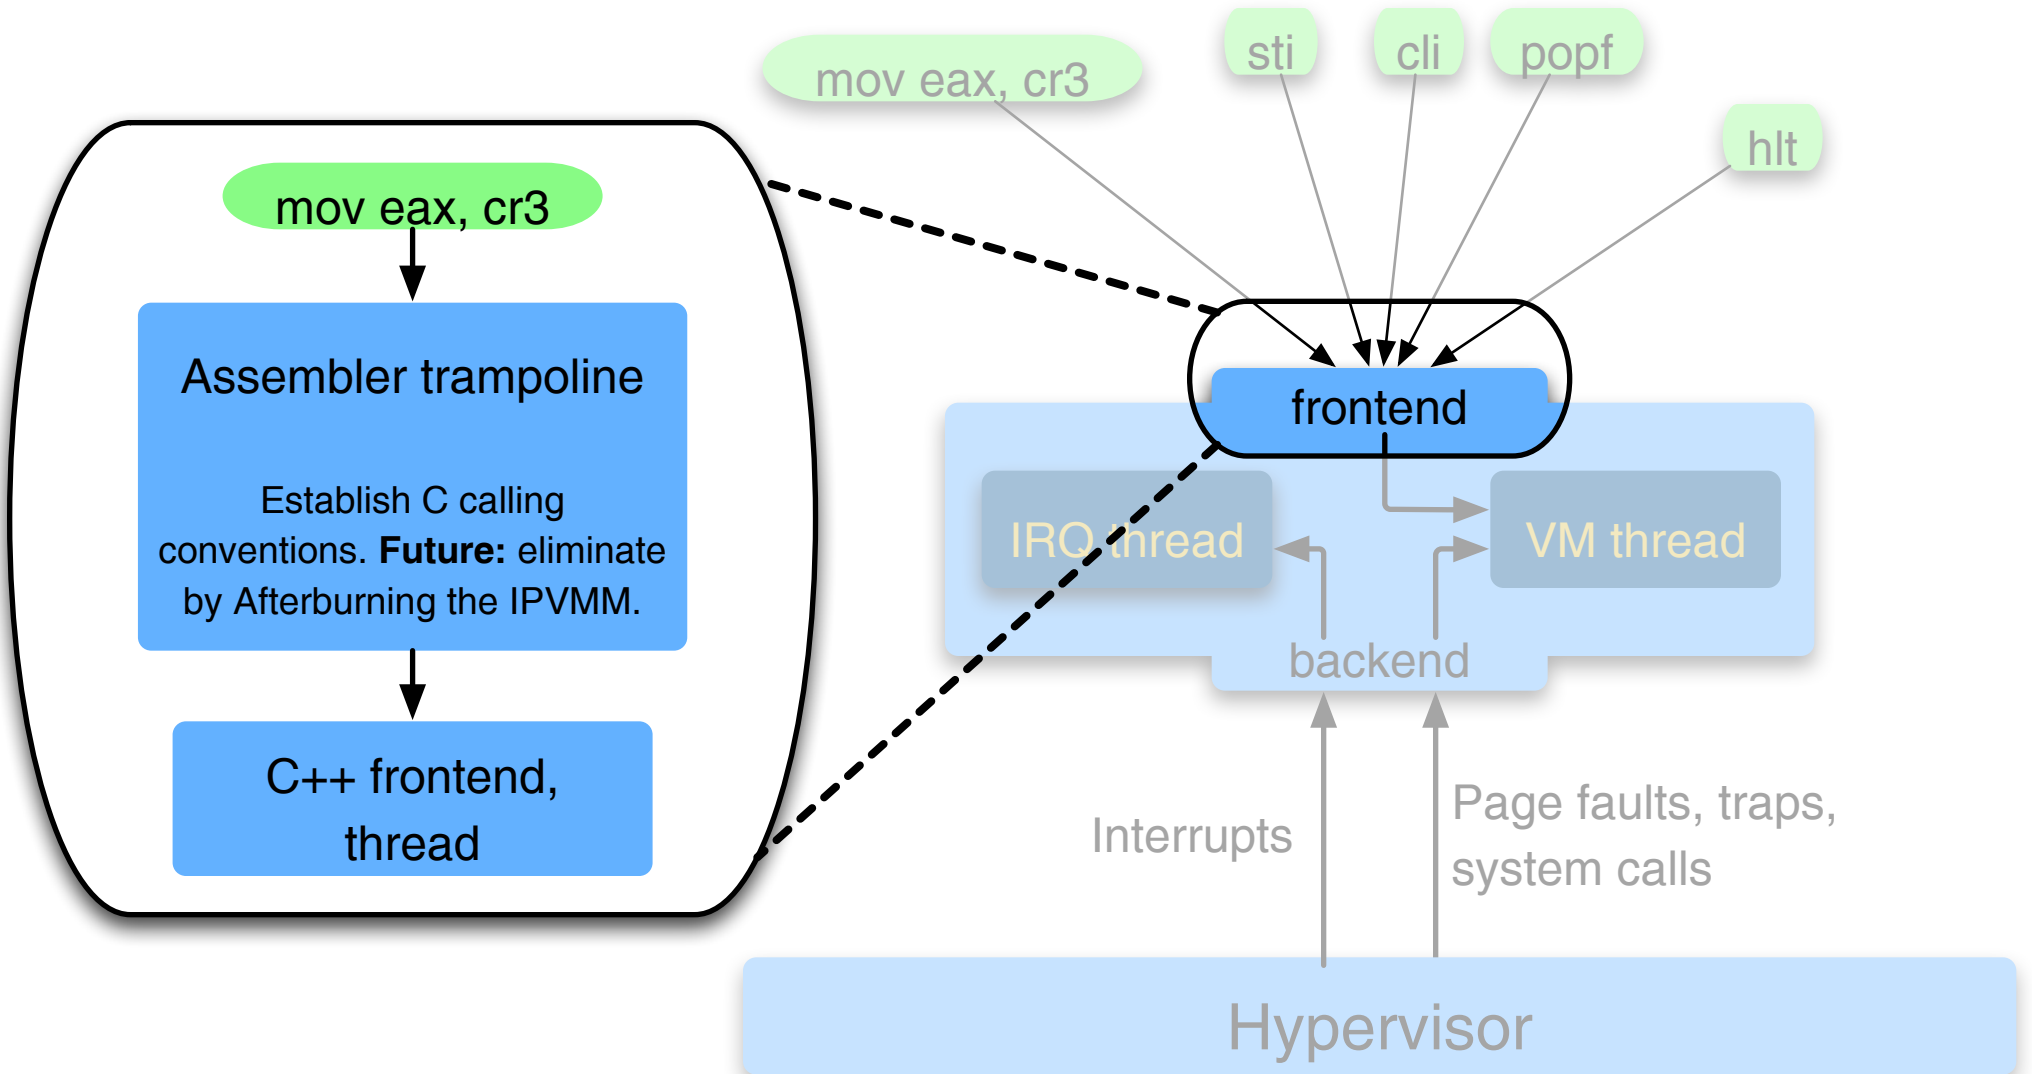 mov eax, cr3
Assembler trampoline
Establish C calling
conventions. Future: eliminate
by Afterburning the IPVMM.
C++ frontend,
thread
mov eax, cr3
sti
cli
popf
hlt
frontend
IRQ thread
VM thread
backend
Interrupts
Page faults, traps,
system calls
Hypervisor